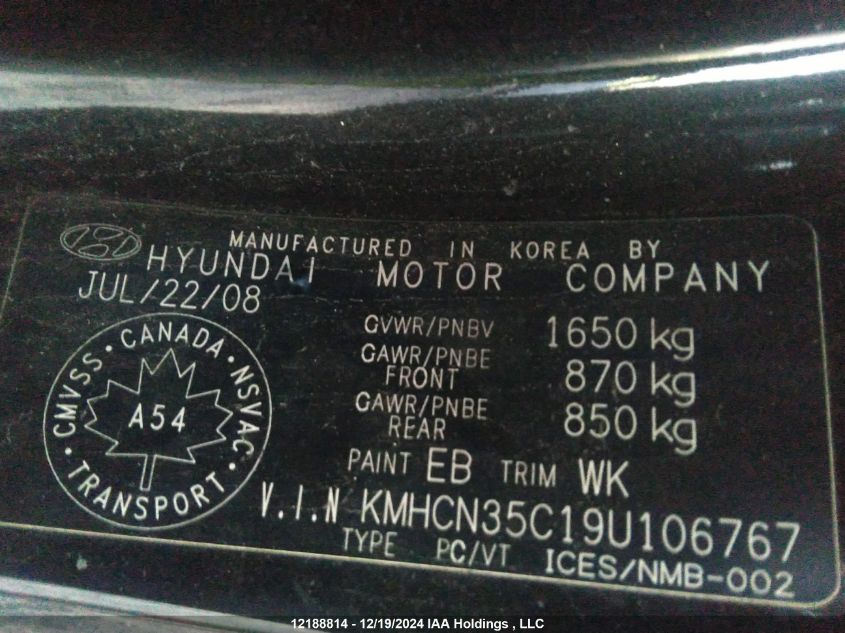 MANUFACTURED IN KOREA BY
HYUNDAI MOTOR COMPANY
JUL/22/08
GVWR/PNBV 1650 kg
GAWR/PNBE FRONT 870 kg
GAWR/PNBE REAR 850 kg
CANADA · NSVAC · TRANSPORT · CMVSS
A54
PAINT EB TRIM WK
V.I.N KMHCN35C19U106767
TYPE PC/VT ICES/NMB-002
12188814 - 12/19/2024 IAA Holdings , LLC